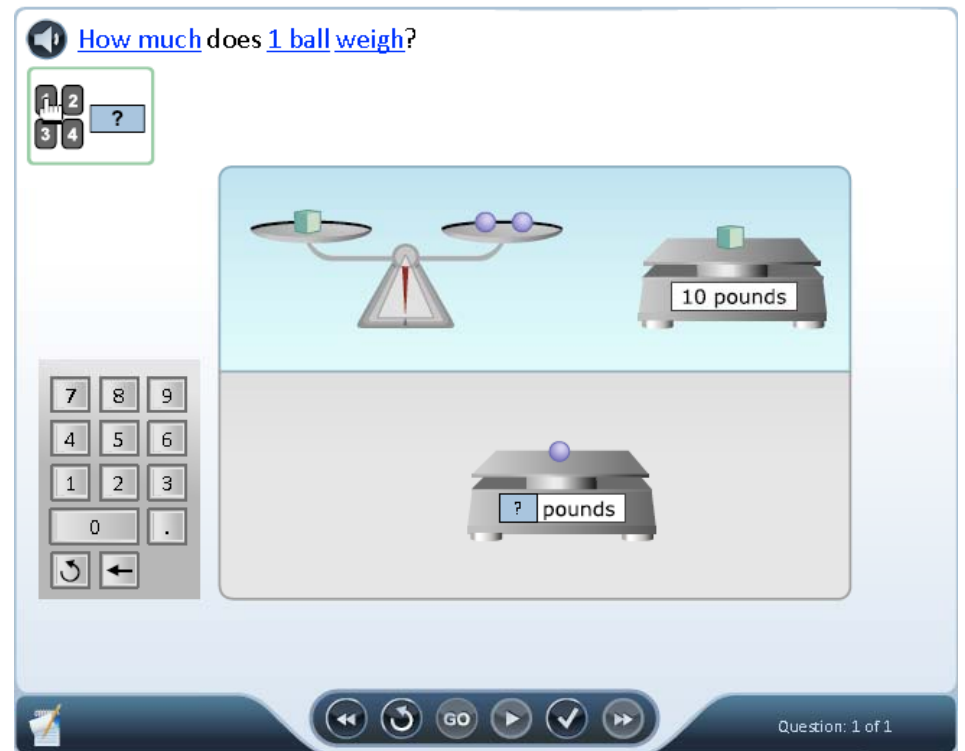 How much does 1 ball weigh?
1 2
?
3 4
10 pounds
7 8 9
4 5 6
1 2 3
0 .
? pounds
GO
Question: 1 of 1